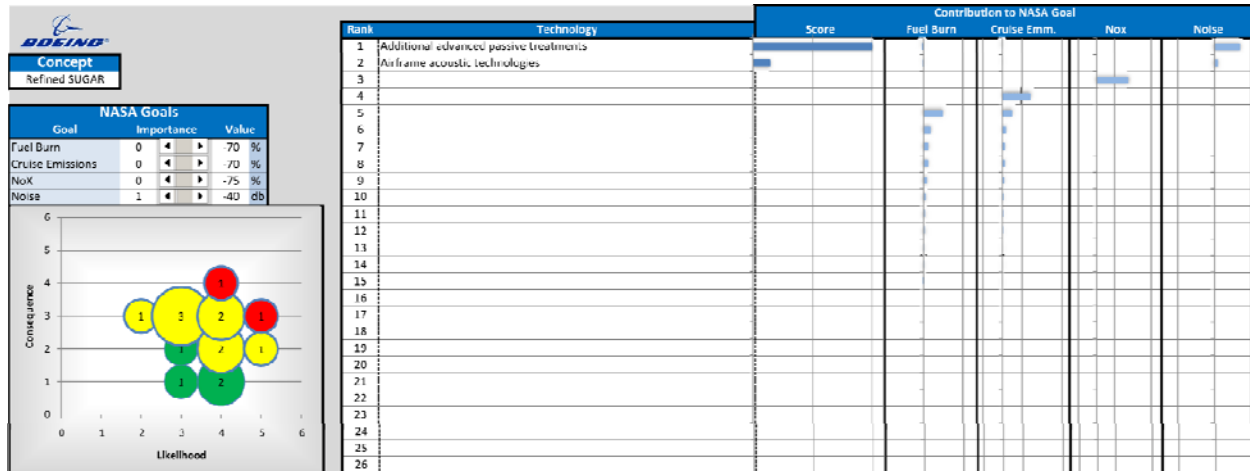 BOEING
Concept
Refined SUGAR
NASA Goals
Goal Importance Value
Fuel Burn 0 -70 %
Cruise Emissions 0 -70 %
NoX 0 -75 %
Noise 1 -40 db
6
5
4
3
2
1
0
0 1 2 3 4 5 6
Consequence
Likelihood
1
1 3 2 1
1 2 1
1 2
Contribution to NASA Goal
Rank Technology Score Fuel Burn Cruise Emm. Nox Noise
1 Additional advanced passive treatments
2 Airframe acoustic technologies
3
4
5
6
7
8
9
10
11
12
13
14
15
16
17
18
19
20
21
22
23
24
25
26